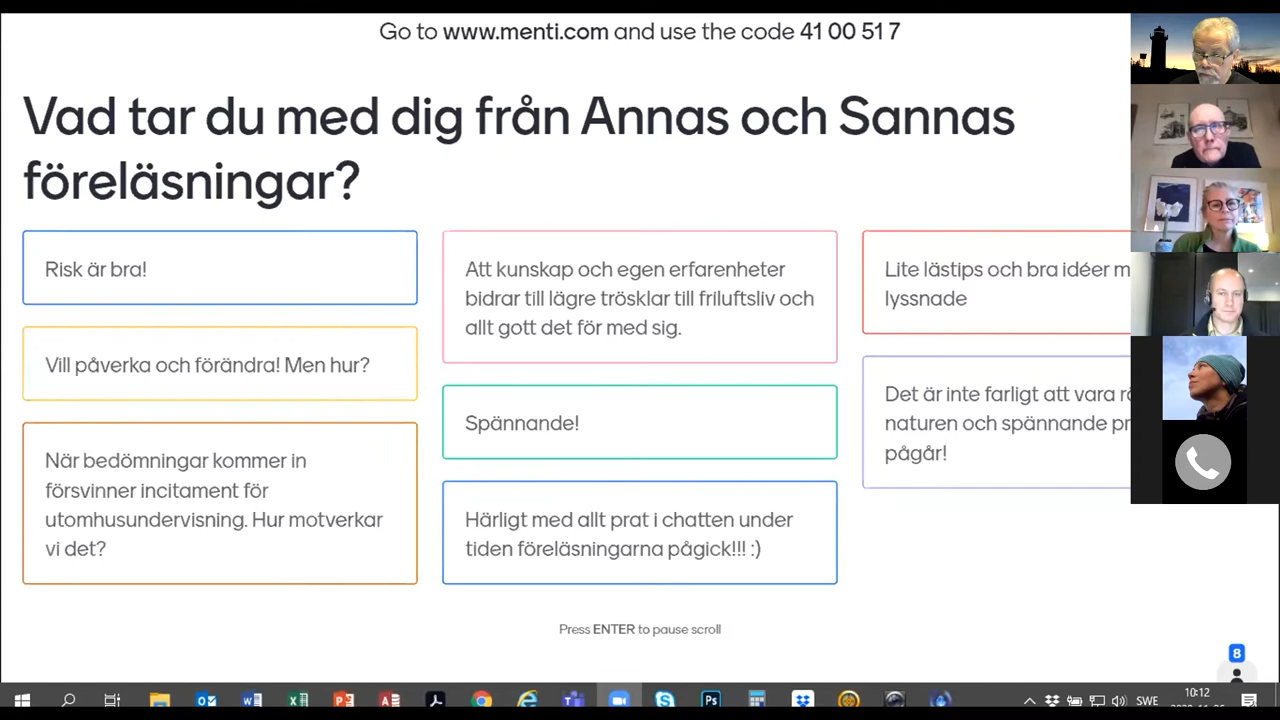 Go to www.menti.com and use the code 41 00 51 7
Vad tar du med dig från Annas och Sannas
föreläsningar?
Risk är bra!
Vill påverka och förändra! Men hur?
När bedömningar kommer in
försvinner incitament för
utomhusundervisning. Hur motverkar
vi det?
Att kunskap och egen erfarenheter
bidrar till lägre trösklar till friluftsliv och
allt gott det för med sig.
Spännande!
Härligt med allt prat i chatten under
tiden föreläsningarna pågick!!! :)
Lite lästips och bra idéer
lyssnade
Det är inte farligt att vara
naturen och spännande
pågår!
Press ENTER to pause scroll
8
SWE
10:12